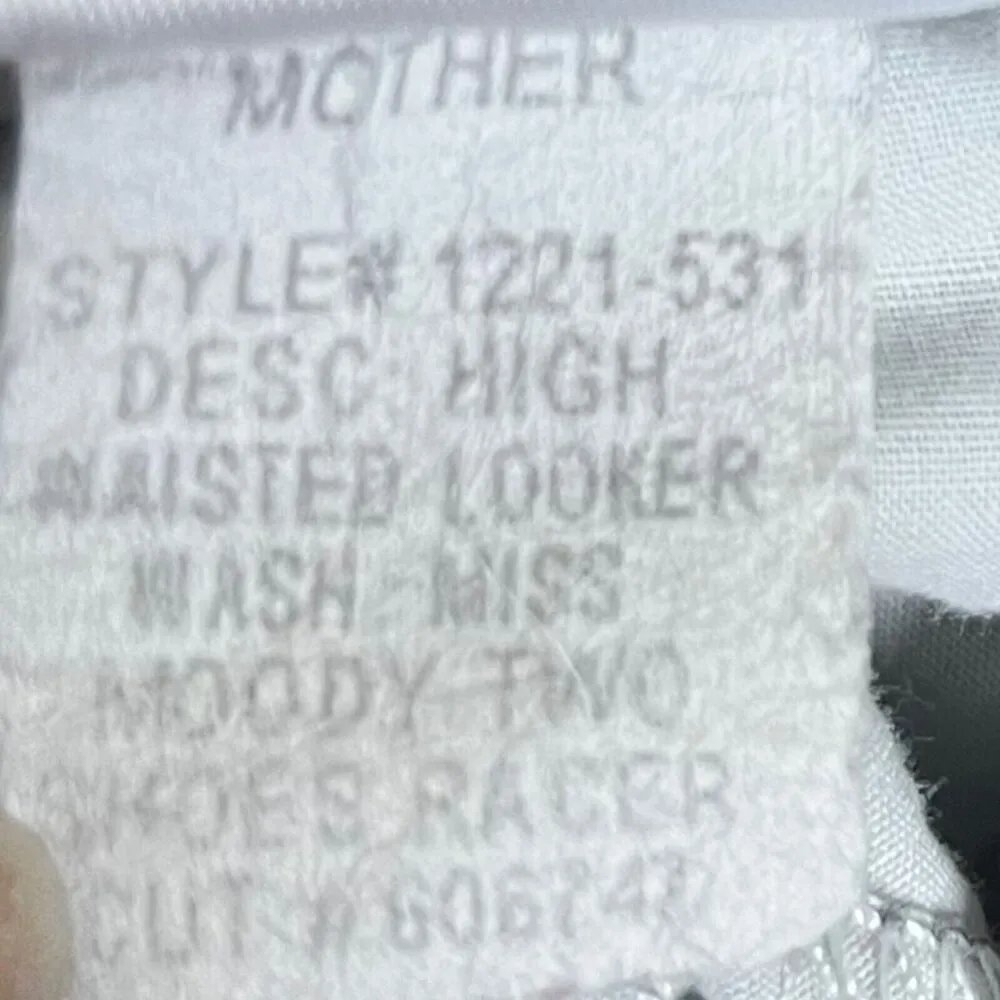 MOTHER
STYLE# 1221-531
DESC HIGH
WAISTED LOOKER
WASH MISS
MOODY TWO
RACER
CUT #